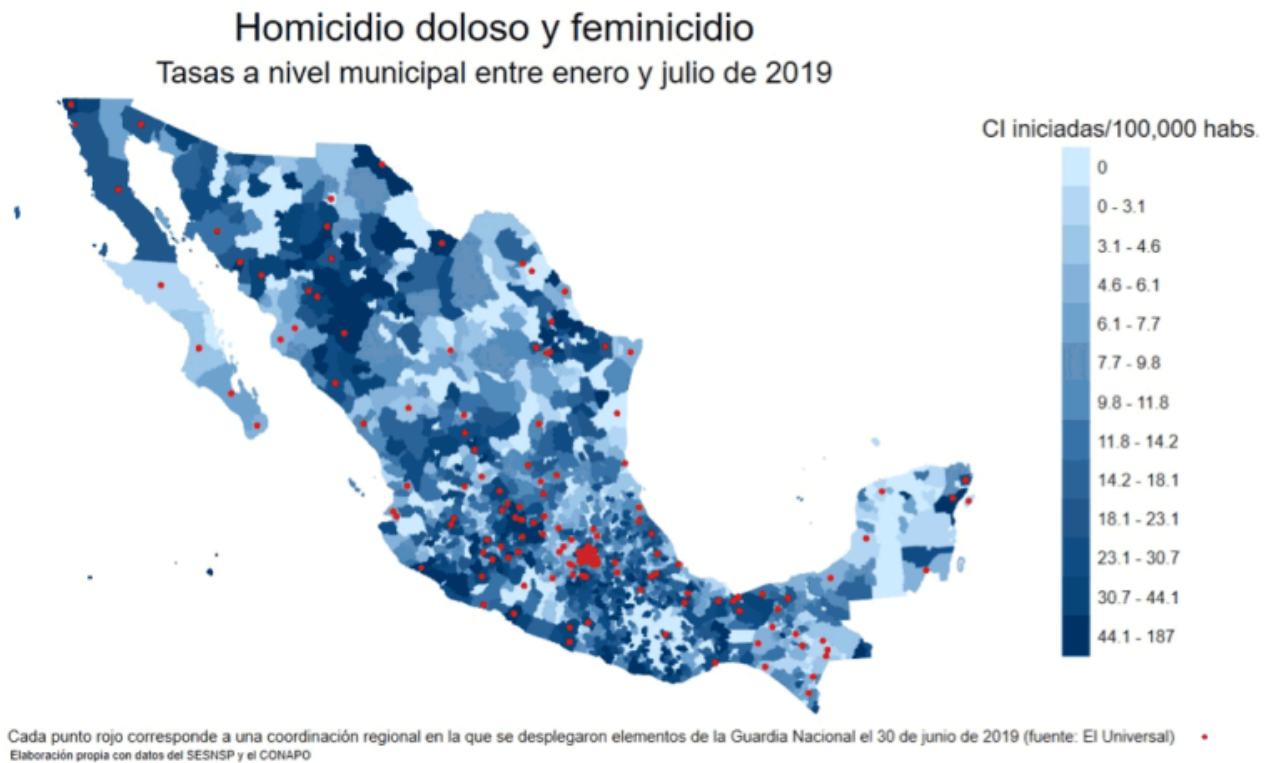 Homicidio doloso y feminicidio
Tasas a nivel municipal entre enero y julio de 2019
CI iniciadas/100,000 habs.
0
0 - 3.1
3.1 - 4.6
4.6 - 6.1
6.1 - 7.7
7.7 - 9.8
9.8 - 11.8
11.8 - 14.2
14.2 - 18.1
18.1 - 23.1
23.1 - 30.7
30.7 - 44.1
44.1 - 187
Cada punto rojo corresponde a una coordinación regional en la que se desplegaron elementos de la Guardia Nacional el 30 de junio de 2019 (fuente: El Universal)
Elaboración propia con datos del SESNSP y el CONAPO